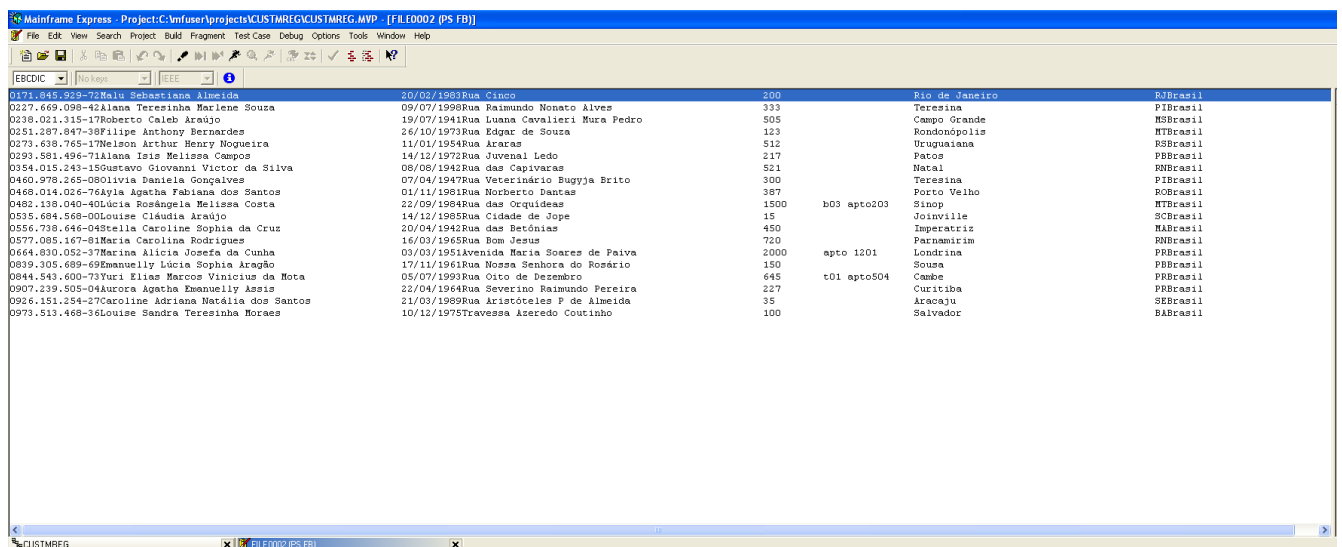 Mainframe Express - Project:C:\mfuser\projects\CUSTMREG\CUSTMREG.MVP - [FILE0002 (PS FB)]
File Edit View Search Project Build Fragment Test Case Debug Options Tools Window Help
EBCDIC No keys IEEE
0171.845.929-72Malu Sebastiana Almeida 20/02/1983Rua Cinco 200 Rio de Janeiro RJBrasil
0227.669.098-42Alana Teresinha Marlene Souza 09/07/1998Rua Raimundo Nonato Alves 333 Teresina PIBrasil
0238.021.315-17Roberto Caleb Araújo 19/07/1941Rua Luana Cavalieri Mura Pedro 505 Campo Grande MSBrasil
0251.287.847-38Filipe Anthony Bernardes 26/10/1973Rua Edgar de Souza 123 Rondonópolis MTBrasil
0273.638.765-17Nelson Arthur Henry Nogueira 11/01/1954Rua Araras 512 Uruguaiana RSBrasil
0293.581.496-71Alana Isis Melissa Campos 14/12/1972Rua Juvenal Ledo 217 Patos PBBrasil
0354.015.243-15Gustavo Giovanni Victor da Silva 08/08/1942Rua das Capivaras 521 Natal RNBrasil
0460.978.265-08Olivia Daniela Gonçalves 07/04/1947Rua Veterinário Bugyja Brito 300 Teresina PIBrasil
0468.014.026-76Ayla Agatha Fabiana dos Santos 01/11/1981Rua Norberto Dantas 387 Porto Velho ROBrasil
0482.138.040-40Lúcia Rosângela Melissa Costa 22/09/1984Rua das Orquídeas 1500 b03 apto203 Sinop MTBrasil
0535.684.568-00Louise Cláudia Araújo 14/12/1985Rua Cidade de Jope 15 Joinville SCBrasil
0556.738.646-04Stella Caroline Sophia da Cruz 20/04/1942Rua das Betónias 450 Imperatriz MABrasil
0577.085.167-81Maria Carolina Rodrigues 16/03/1965Rua Bom Jesus 720 Parnamirim RNBrasil
0664.830.052-37Marina Alícia Josefa da Cunha 03/03/1951Avenida Maria Soares de Paiva 2000 apto 1201 Londrina PRBrasil
0839.305.689-69Emanuelly Lúcia Sophia Aragão 17/11/1961Rua Nossa Senhora do Rosário 150 Sousa PBBrasil
0844.543.600-73Yuri Elias Marcos Vinicius da Mota 05/07/1993Rua Oito de Dezembro 645 t01 apto504 Cambe PRBrasil
0907.239.505-04Aurora Agatha Emanuelly Assis 22/04/1964Rua Severino Raimundo Pereira 227 Curitiba PRBrasil
0926.151.254-27Caroline Adriana Natália dos Santos 21/03/1989Rua Aristóteles P de Almeida 35 Aracaju SEBrasil
0973.513.468-36Louise Sandra Teresinha Moraes 10/12/1975Travessa Azeredo Coutinho 100 Salvador BABrasil
CUSTMREG FILE0002 (PS FB)